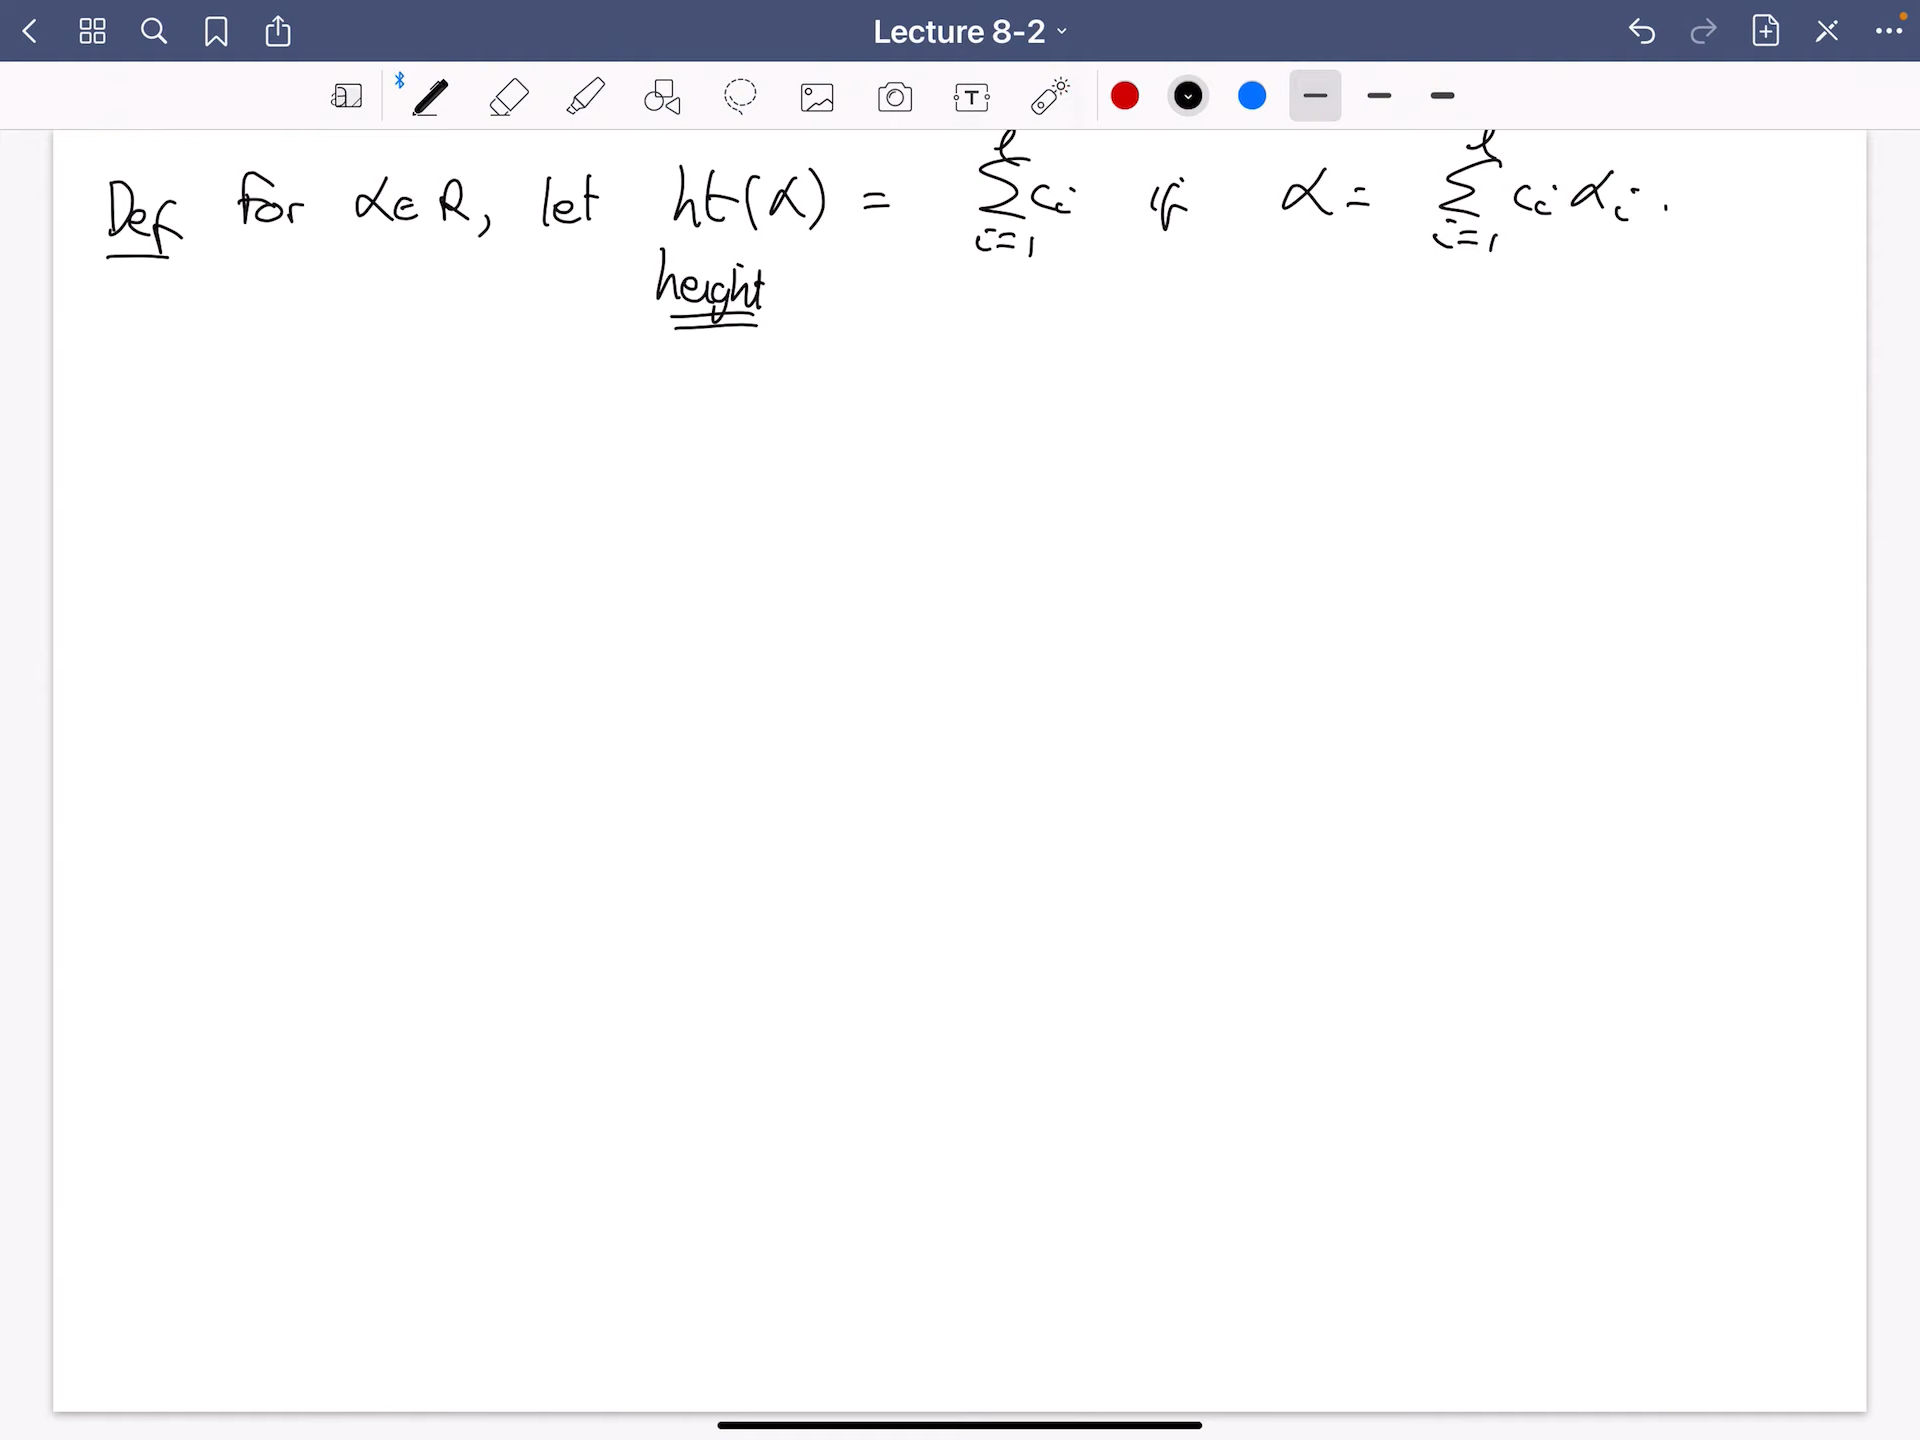 Lecture 8-2
Def For α∈R, let ht(α) = ∑_{i=1}^{l} c_i if α = ∑_{i=1}^{l} c_i α_i.
height